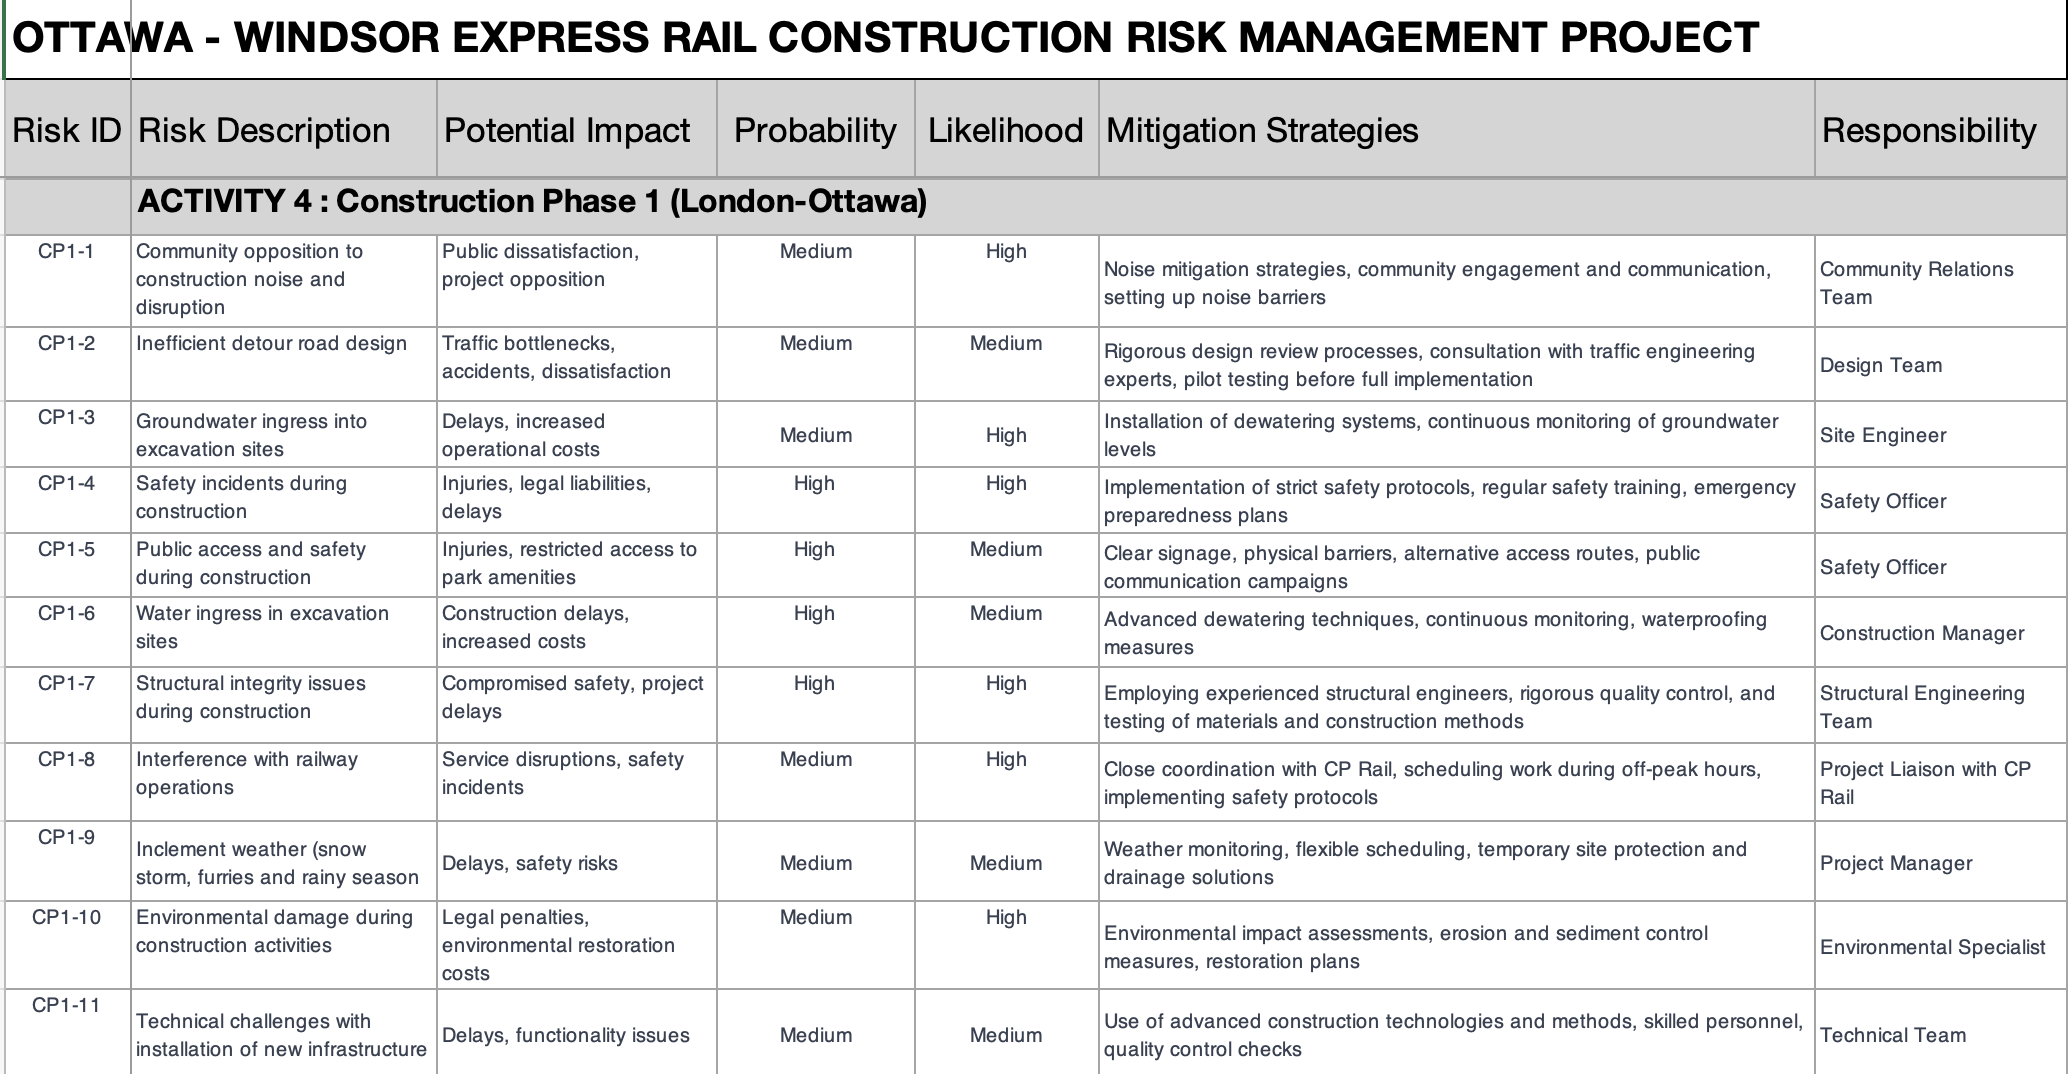 OTTAWA - WINDSOR EXPRESS RAIL CONSTRUCTION RISK MANAGEMENT PROJECT
Risk ID Risk Description Potential Impact Probability Likelihood Mitigation Strategies Responsibility
ACTIVITY 4 : Construction Phase 1 (London-Ottawa)
CP1-1
Community opposition to
construction noise and
disruption
Public dissatisfaction,
project opposition
Medium
High
Noise mitigation strategies, community engagement and communication,
setting up noise barriers
Community Relations
Team
CP1-2
Inefficient detour road design
Traffic bottlenecks,
accidents, dissatisfaction
Medium
Medium
Rigorous design review processes, consultation with traffic engineering
experts, pilot testing before full implementation
Design Team
CP1-3
Groundwater ingress into
excavation sites
Delays, increased
operational costs
Medium
High
Installation of dewatering systems, continuous monitoring of groundwater
levels
Site Engineer
CP1-4
Safety incidents during
construction
Injuries, legal liabilities,
delays
High
High
Implementation of strict safety protocols, regular safety training, emergency
preparedness plans
Safety Officer
CP1-5
Public access and safety
during construction
Injuries, restricted access to
park amenities
High
Medium
Clear signage, physical barriers, alternative access routes, public
communication campaigns
Safety Officer
CP1-6
Water ingress in excavation
sites
Construction delays,
increased costs
High
Medium
Advanced dewatering techniques, continuous monitoring, waterproofing
measures
Construction Manager
CP1-7
Structural integrity issues
during construction
Compromised safety, project
delays
High
High
Employing experienced structural engineers, rigorous quality control, and
testing of materials and construction methods
Structural Engineering
Team
CP1-8
Interference with railway
operations
Service disruptions, safety
incidents
Medium
High
Close coordination with CP Rail, scheduling work during off-peak hours,
implementing safety protocols
Project Liaison with CP
Rail
CP1-9
Inclement weather (snow
storm, furries and rainy season
Delays, safety risks
Medium
Medium
Weather monitoring, flexible scheduling, temporary site protection and
drainage solutions
Project Manager
CP1-10
Environmental damage during
construction activities
Legal penalties,
environmental restoration
costs
Medium
High
Environmental impact assessments, erosion and sediment control
measures, restoration plans
Environmental Specialist
CP1-11
Technical challenges with
installation of new infrastructure
Delays, functionality issues
Medium
Medium
Use of advanced construction technologies and methods, skilled personnel,
quality control checks
Technical Team